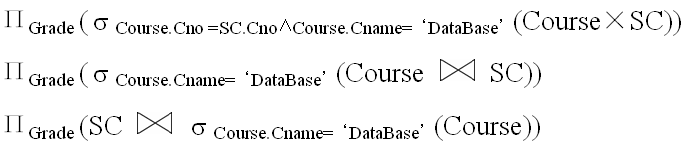 Π Grade ( σ Course.Cno =SC.Cno∧Course.Cname= ‘DataBase’ (Course×SC))
Π Grade ( σ Course.Cname= ‘DataBase’ (Course ⋈ SC))
Π Grade (SC ⋈ σ Course.Cname= ‘DataBase’ (Course))